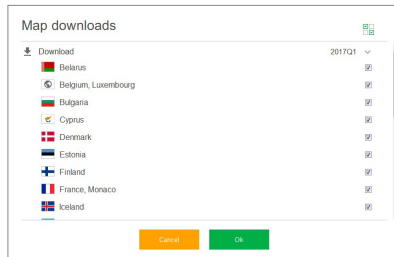 Map downloads
Download 2017Q1
Belarus
Belgium, Luxembourg
Bulgaria
Cyprus
Denmark
Estonia
Finland
France, Monaco
Iceland
Cancel Ok